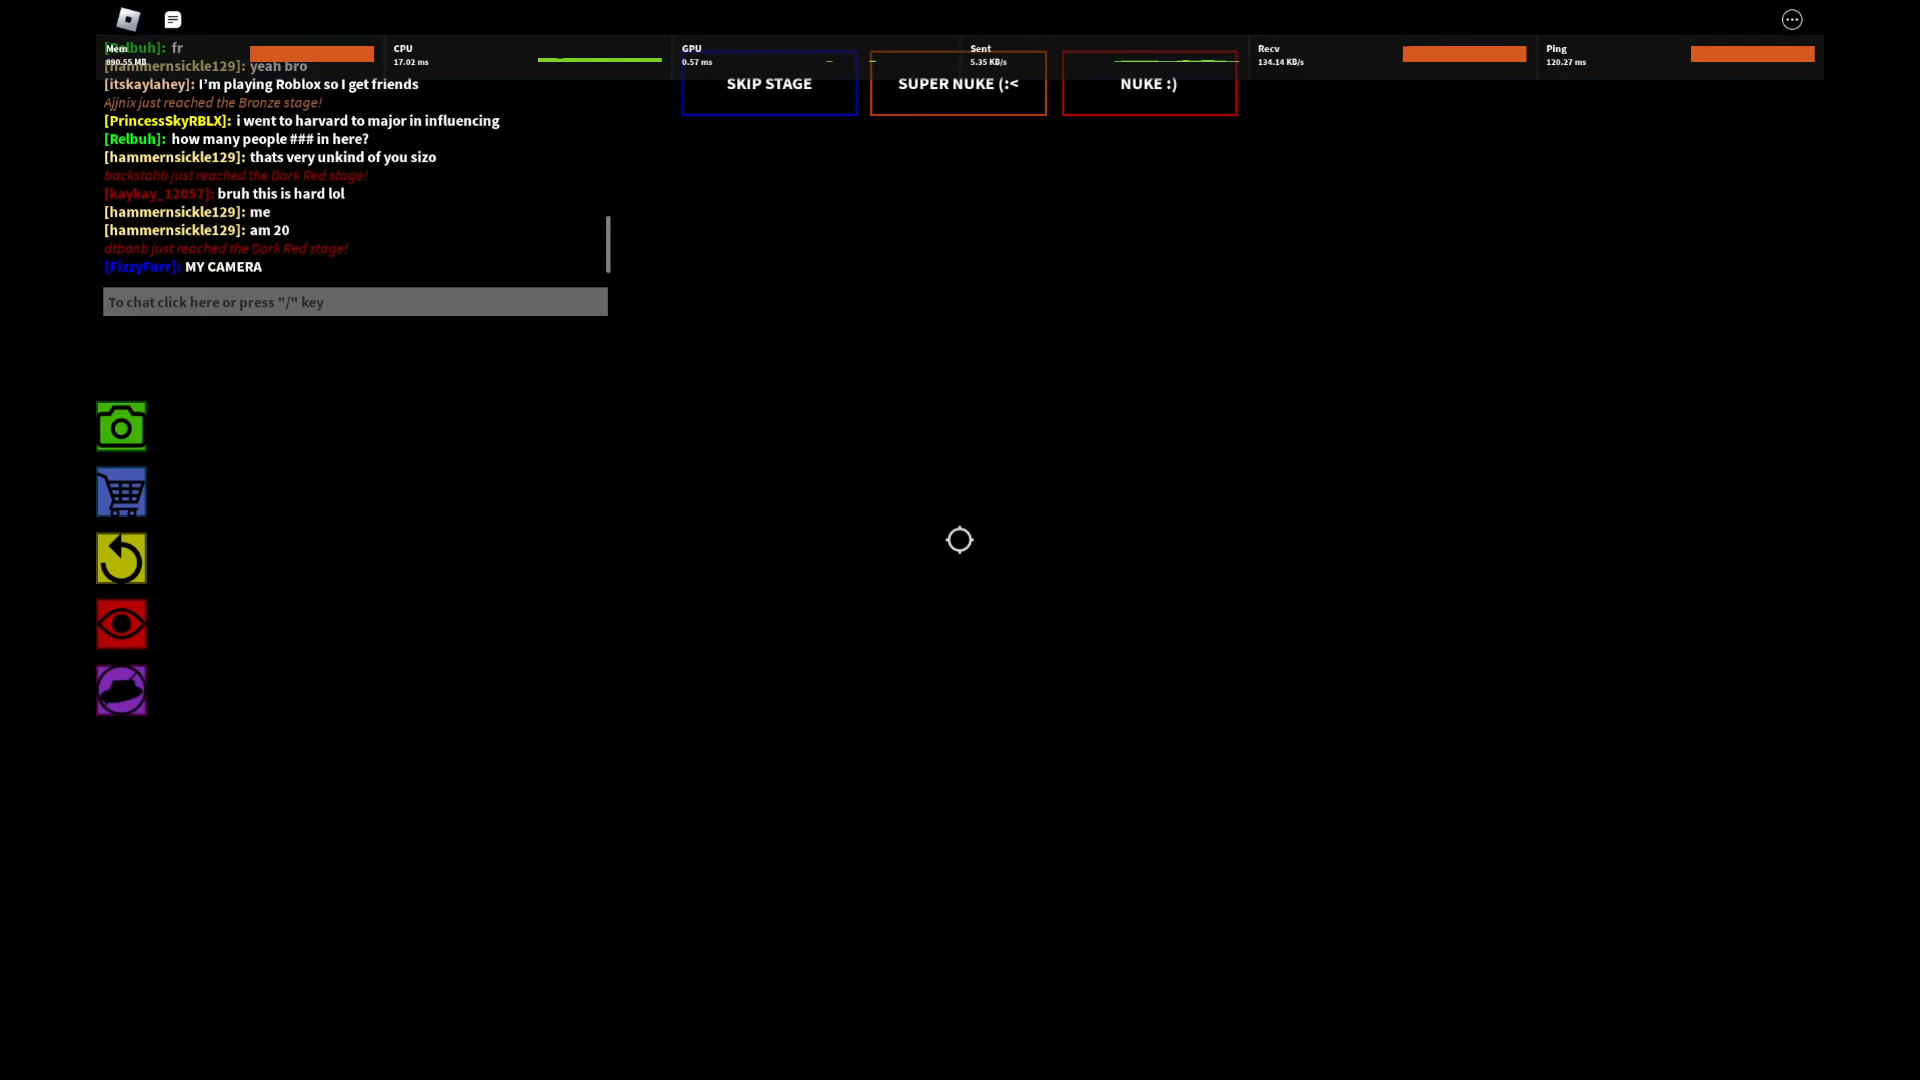 Mem
890.55 MB
CPU
17.02 ms
GPU
0.57 ms
Sent
5.35 KB/s
Recv
134.14 KB/s
Ping
120.27 ms
[Relbuh]: fr
[hammernsickle129]: yeah bro
[itskaylahey]: I'm playing Roblox so I get friends
Ajjnix just reached the Bronze stage!
[PrincessSkyRBLX]: i went to harvard to major in influencing
[Relbuh]: how many people ### in here?
[hammernsickle129]: thats very unkind of you sizo
backstahb just reached the Dark Red stage!
[kaykay_12057]: bruh this is hard lol
[hammernsickle129]: me
[hammernsickle129]: am 20
dtbonb just reached the Dark Red stage!
[FizzyFurr]: MY CAMERA
To chat click here or press "/" key
SKIP STAGE
SUPER NUKE (:<
NUKE :)